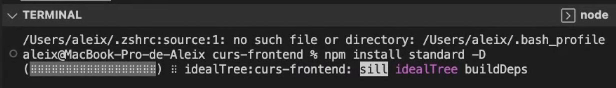 TERMINAL
node
/Users/aleix/.zshrc:source:1: no such file or directory: /Users/aleix/.bash_profile
aleix@MacBook-Pro-de-Aleix curs-frontend % npm install standard -D
(⠿⠿⠿⠿⠿⠿⠿⠿⠿⠿⠿⠿⠿⠿⠿⠿⠿⠿) ⠿ idealTree:curs-frontend: sill idealTree buildDeps